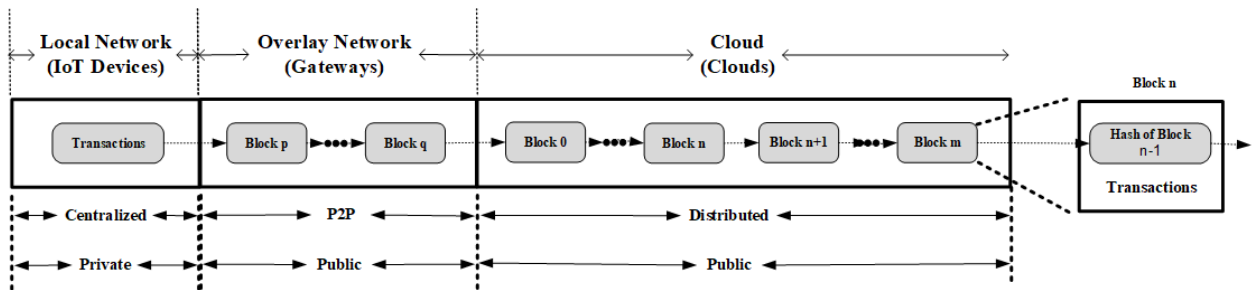 Local Network
(IoT Devices)
Overlay Network
(Gateways)
Cloud
(Clouds)
Block n
Transactions
Block p
Block q
Block 0
Block n
Block n+1
Block m
Hash of Block
n-1
Transactions
Centralized
P2P
Distributed
Private
Public
Public